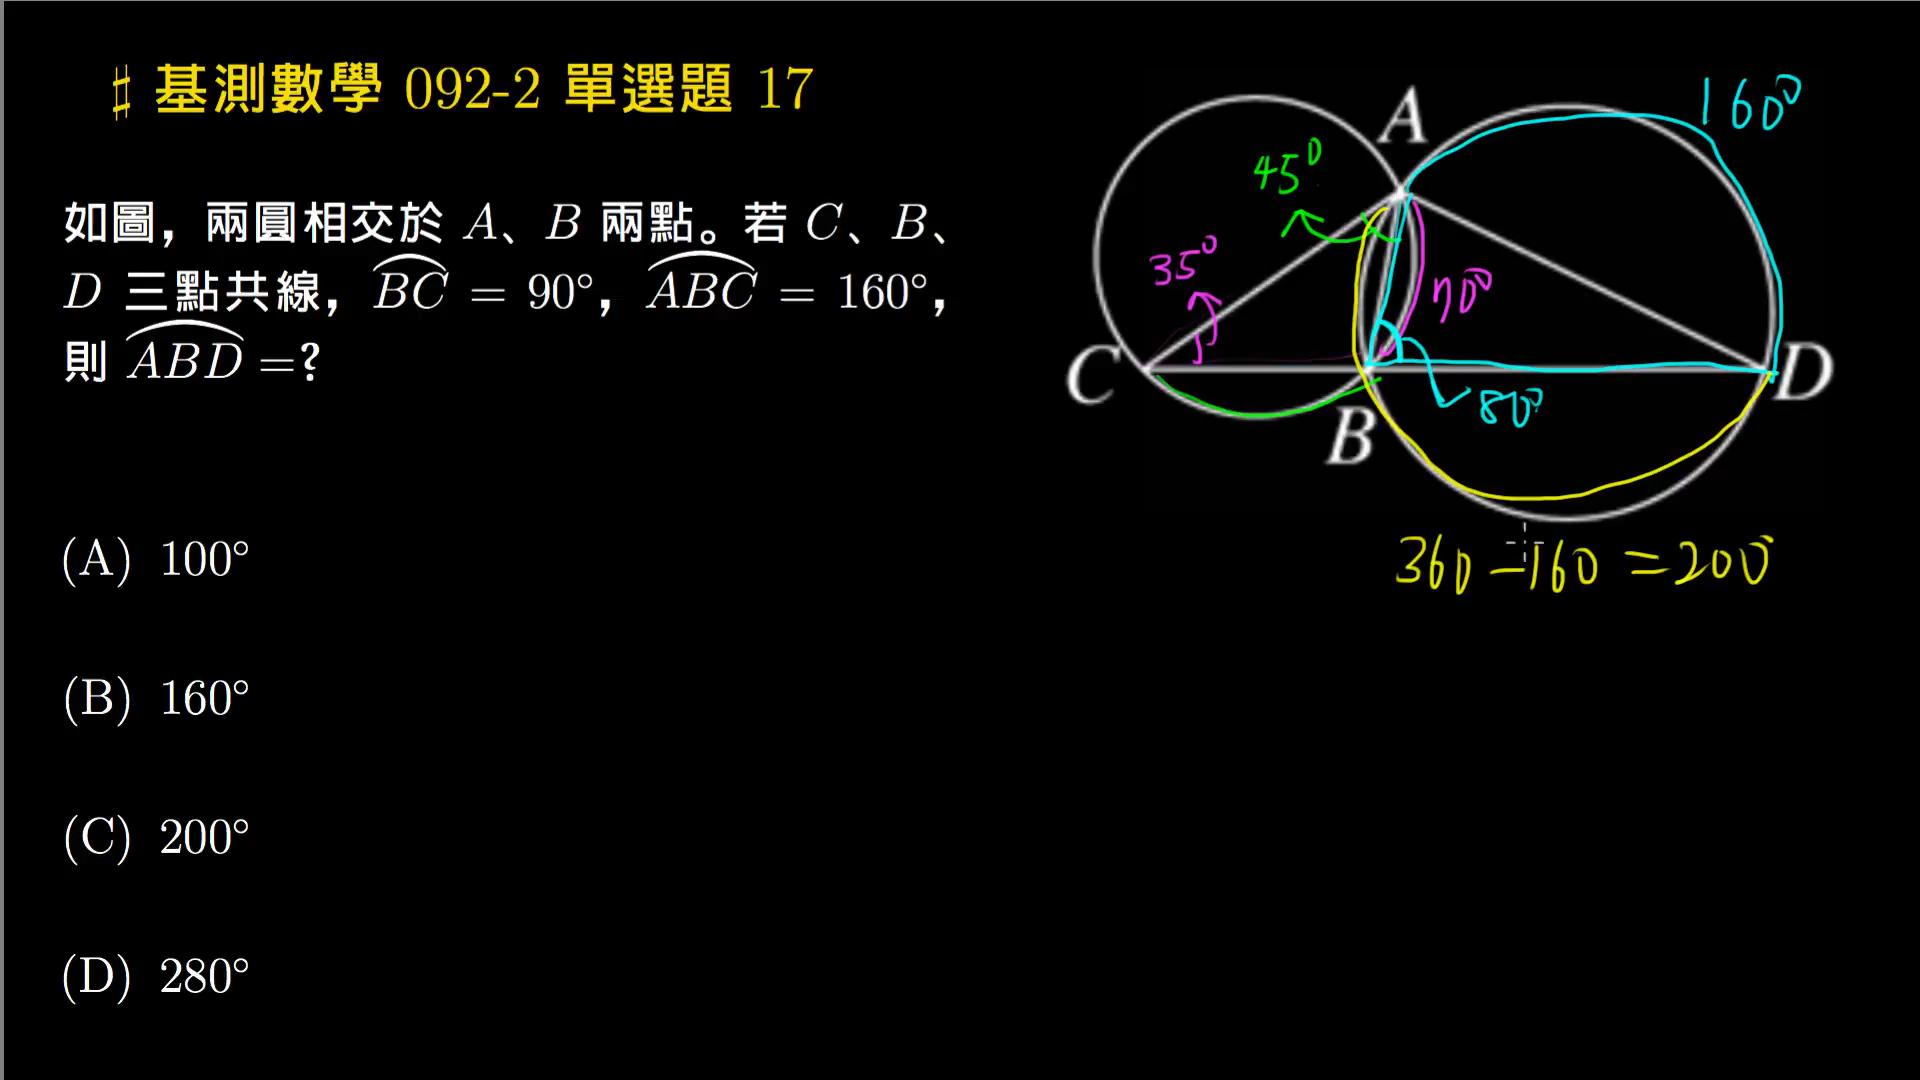 ♯ 基測數學 092-2 單選題 17
如圖，兩圓相交於 A、B 兩點。若 C、B、
D 三點共線，BC = 90°，ABC = 160°，
則 ABD =?
(A) 100°
(B) 160°
(C) 200°
(D) 280°
160°
A
45°
35°
70°
C
D
80°
B
360-160=200°